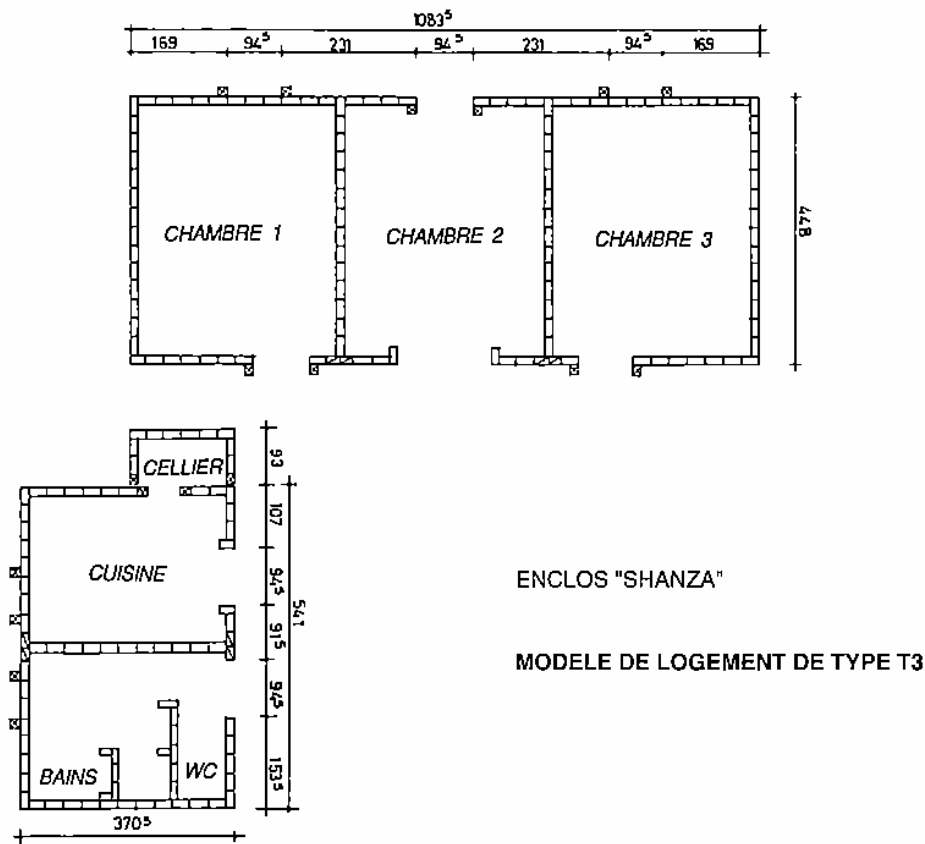 1083⁵
169 94⁵ 231 94⁵ 231 94⁵ 169
CHAMBRE 1
CHAMBRE 2
CHAMBRE 3
448
CELLIER
93
107
CUISINE
94⁵
541
91⁵
94⁵
BAINS
WC
153⁵
370⁵
ENCLOS "SHANZA"
MODELE DE LOGEMENT DE TYPE T3